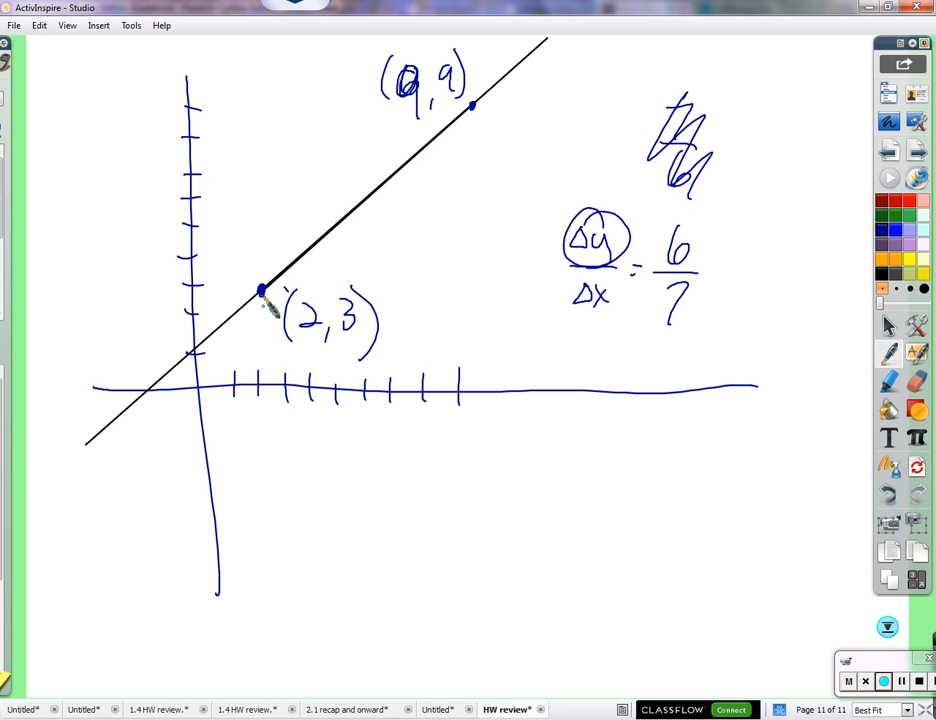 ActivInspire - Studio
File Edit View Insert Tools Help
(9, 9)
(2, 3)
Δy
Δx
=
6
7
T π
M
Untitled* 1.4 HW review.* 1.4 HW review.* 2.1 recap and onward* Untitled* HW review* CLASSFLOW Connect Page 11 of 11 Best Fit